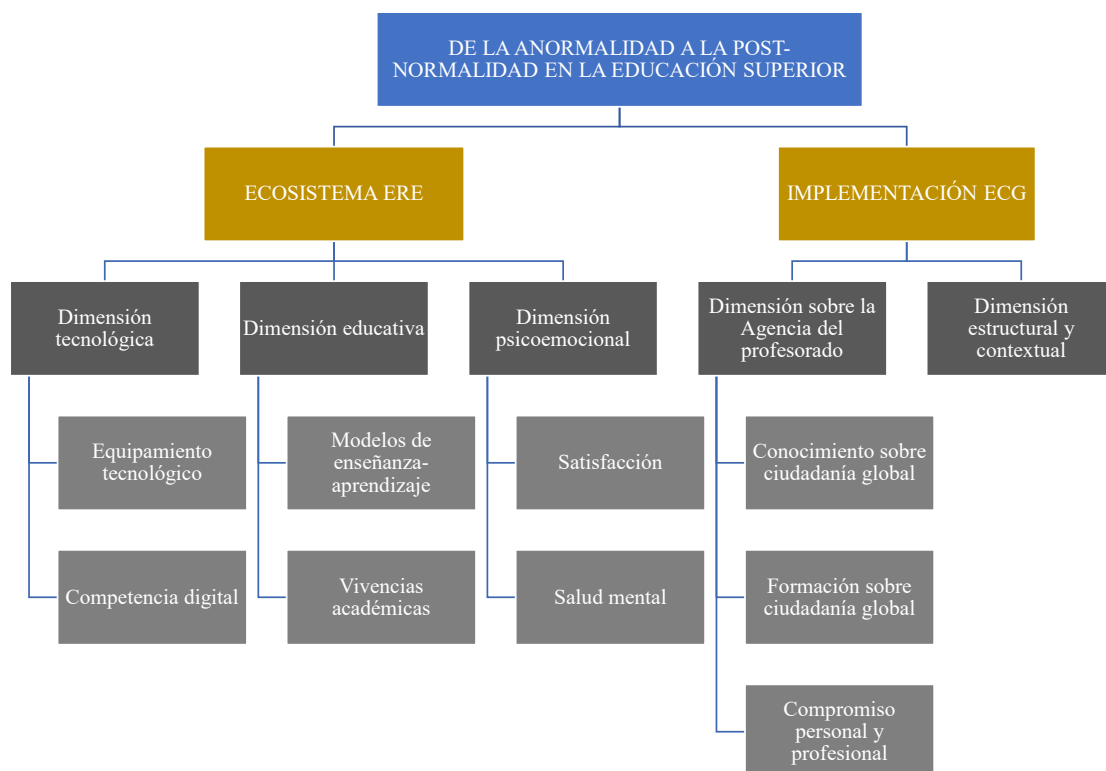 DE LA ANORMALIDAD A LA POST-
NORMALIDAD EN LA EDUCACIÓN SUPERIOR
ECOSISTEMA ERE
IMPLEMENTACIÓN ECG
Dimensión
tecnológica
Dimensión educativa
Dimensión
psicoemocional
Dimensión sobre la
Agencia del
profesorado
Dimensión
estructural y
contextual
Equipamiento
tecnológico
Modelos de
enseñanza-
aprendizaje
Satisfacción
Conocimiento sobre
ciudadanía global
Competencia digital
Vivencias
académicas
Salud mental
Formación sobre
ciudadanía global
Compromiso
personal y
profesional